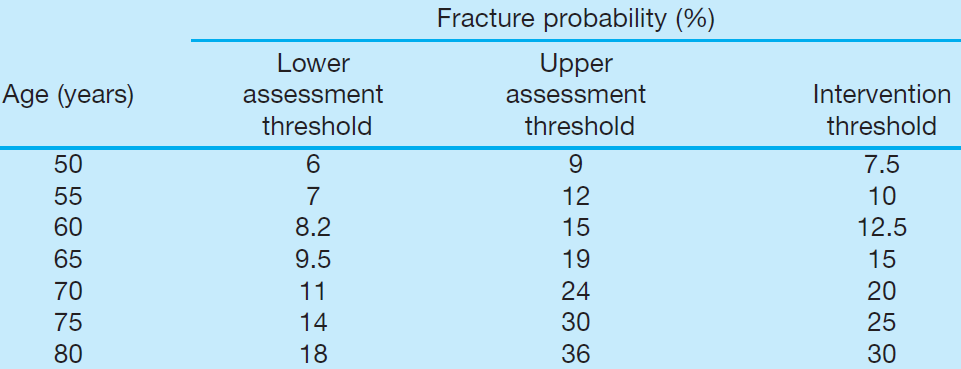 Fracture probability (%)
Age (years) Lower assessment threshold Upper assessment threshold Intervention threshold
50 6 9 7.5
55 7 12 10
60 8.2 15 12.5
65 9.5 19 15
70 11 24 20
75 14 30 25
80 18 36 30